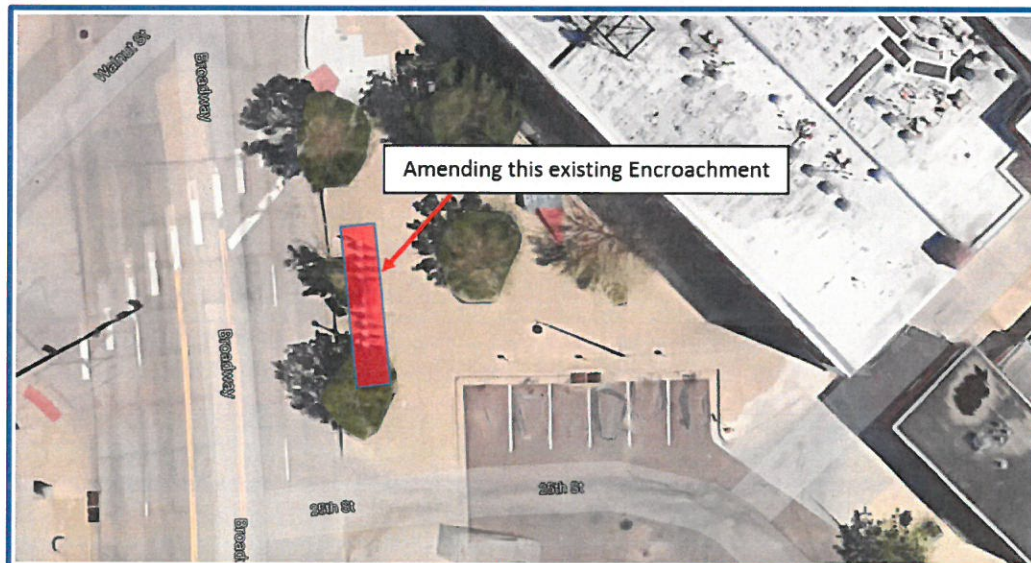 Walnut St
Broadway
Amending this existing Encroachment
Broadway
25th St
25th St